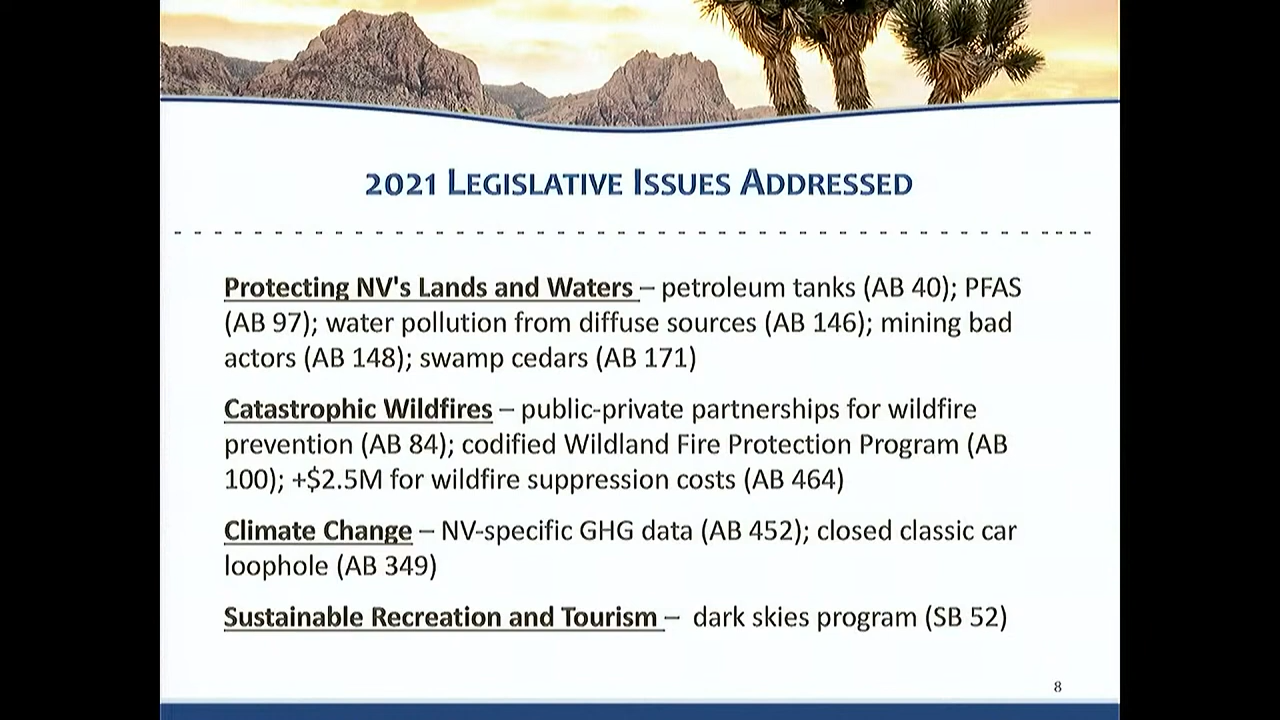 2021 LEGISLATIVE ISSUES ADDRESSED
Protecting NV's Lands and Waters – petroleum tanks (AB 40); PFAS
(AB 97); water pollution from diffuse sources (AB 146); mining bad
actors (AB 148); swamp cedars (AB 171)
Catastrophic Wildfires – public-private partnerships for wildfire
prevention (AB 84); codified Wildland Fire Protection Program (AB
100); +$2.5M for wildfire suppression costs (AB 464)
Climate Change – NV-specific GHG data (AB 452); closed classic car
loophole (AB 349)
Sustainable Recreation and Tourism – dark skies program (SB 52)
8